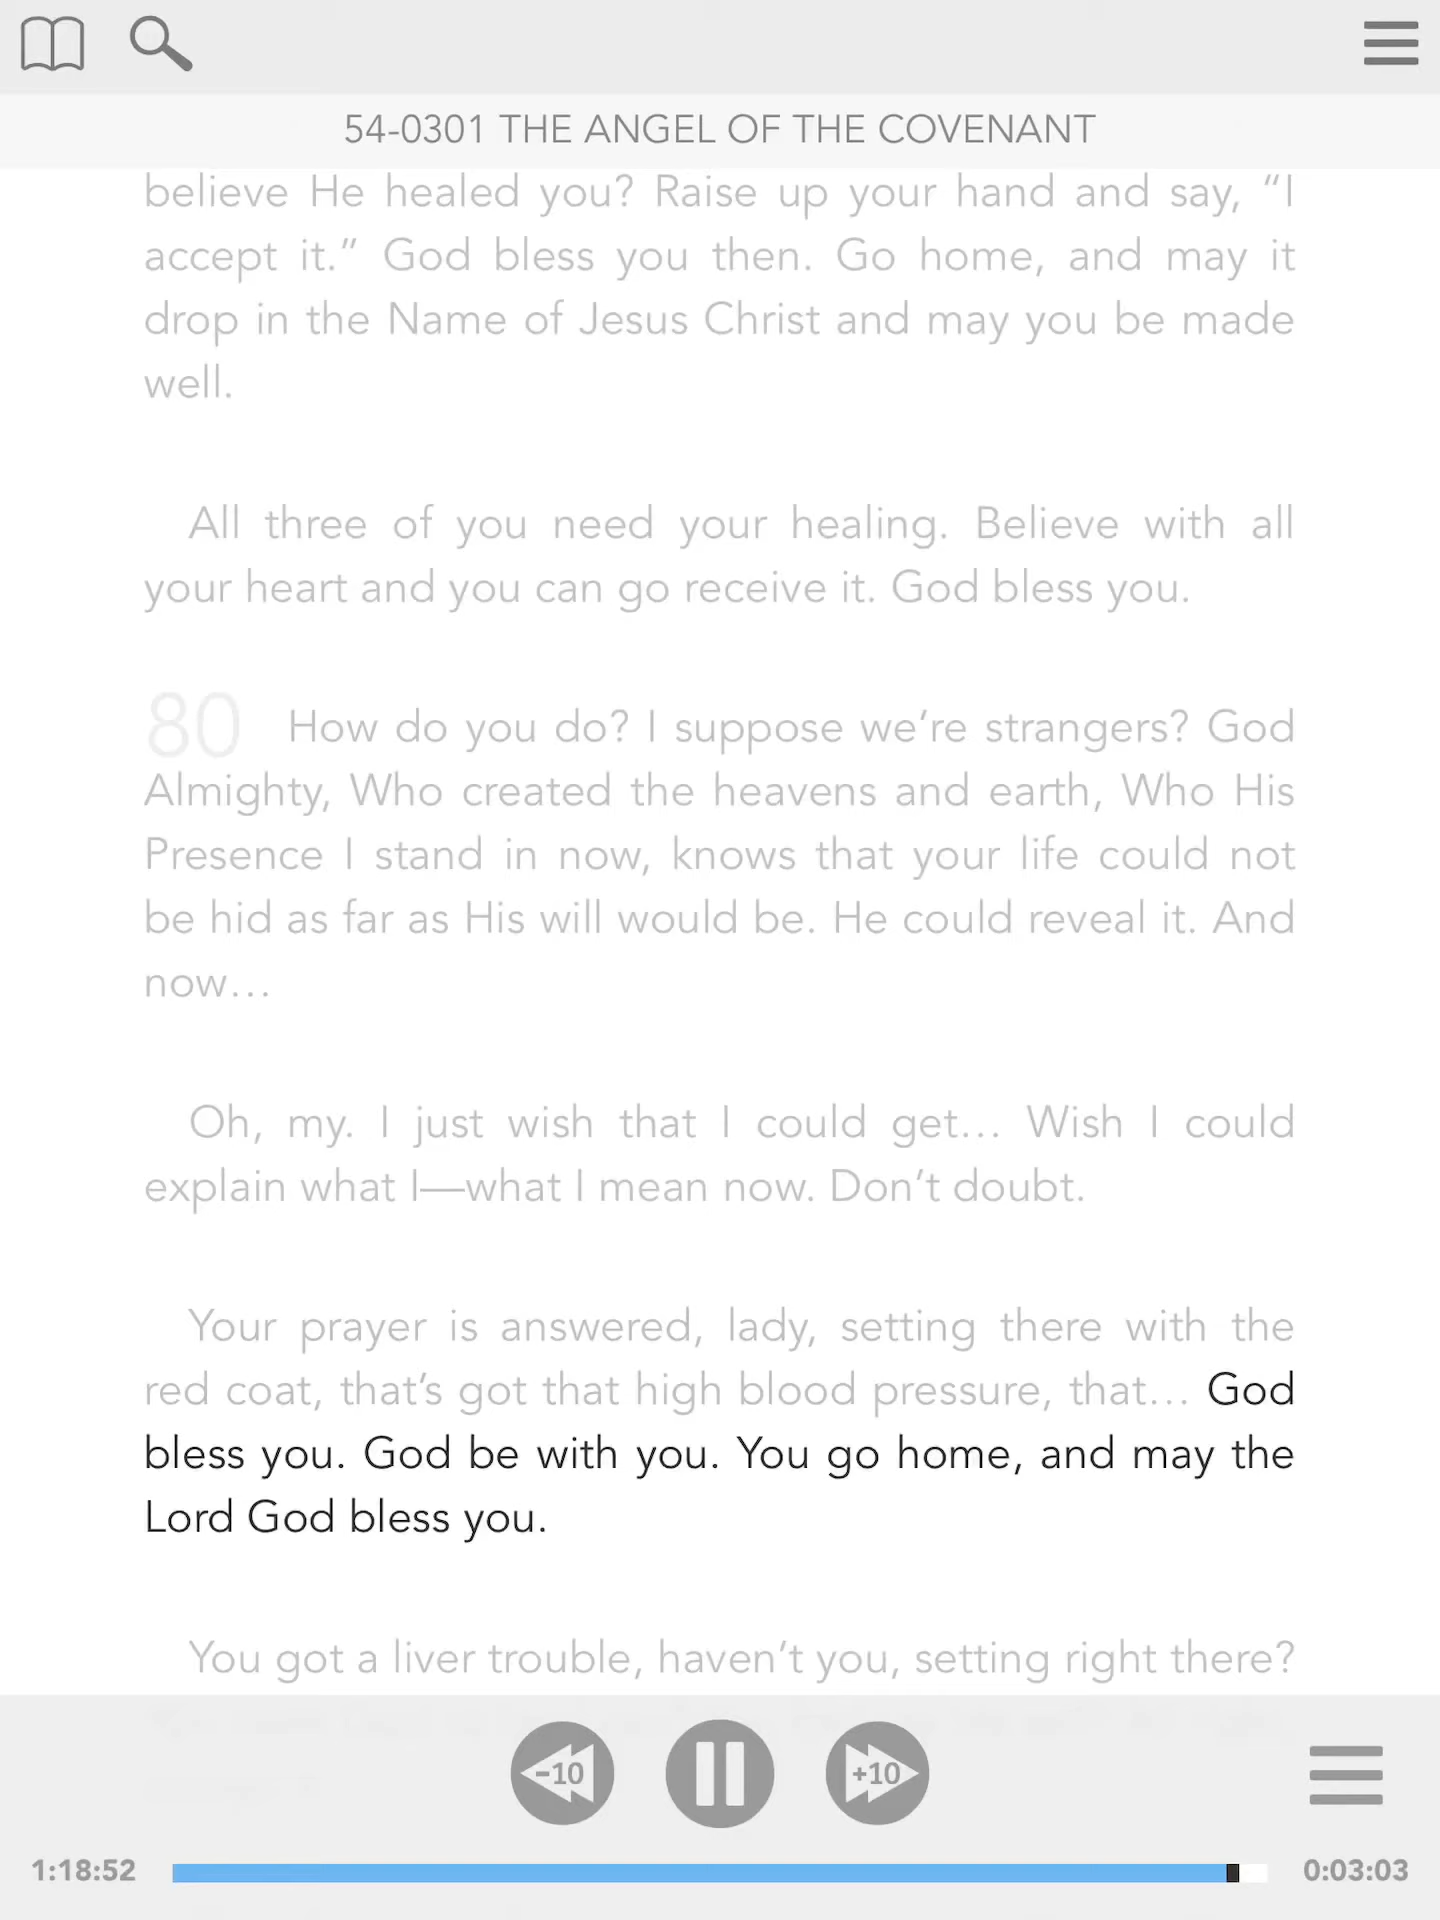 54-0301 THE ANGEL OF THE COVENANT
believe He healed you? Raise up your hand and say, “I
accept it.” God bless you then. Go home, and may it
drop in the Name of Jesus Christ and may you be made
well.
All three of you need your healing. Believe with all
your heart and you can go receive it. God bless you.
80 How do you do? I suppose we’re strangers? God
Almighty, Who created the heavens and earth, Who His
Presence I stand in now, knows that your life could not
be hid as far as His will would be. He could reveal it. And
now…
Oh, my. I just wish that I could get… Wish I could
explain what I—what I mean now. Don’t doubt.
Your prayer is answered, lady, setting there with the
red coat, that’s got that high blood pressure, that… God
bless you. God be with you. You go home, and may the
Lord God bless you.
You got a liver trouble, haven’t you, setting right there?
-10 +10
1:18:52 0:03:03